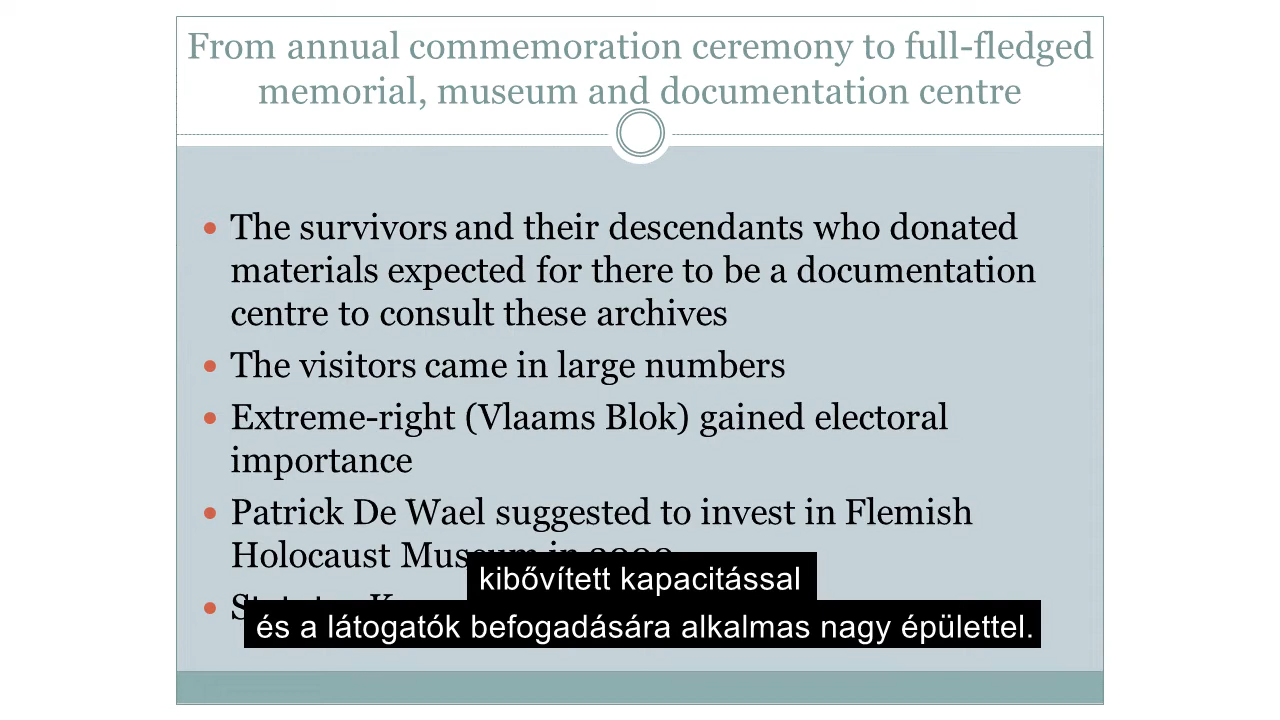 From annual commemoration ceremony to full-fledged
memorial, museum and documentation centre
The survivors and their descendants who donated
materials expected for there to be a documentation
centre to consult these archives
The visitors came in large numbers
Extreme-right (Vlaams Blok) gained electoral
importance
Patrick De Wael suggested to invest in Flemish
Holocaust Museum in 2000
kibővített kapacitással
és a látogatók befogadására alkalmas nagy épülettel.